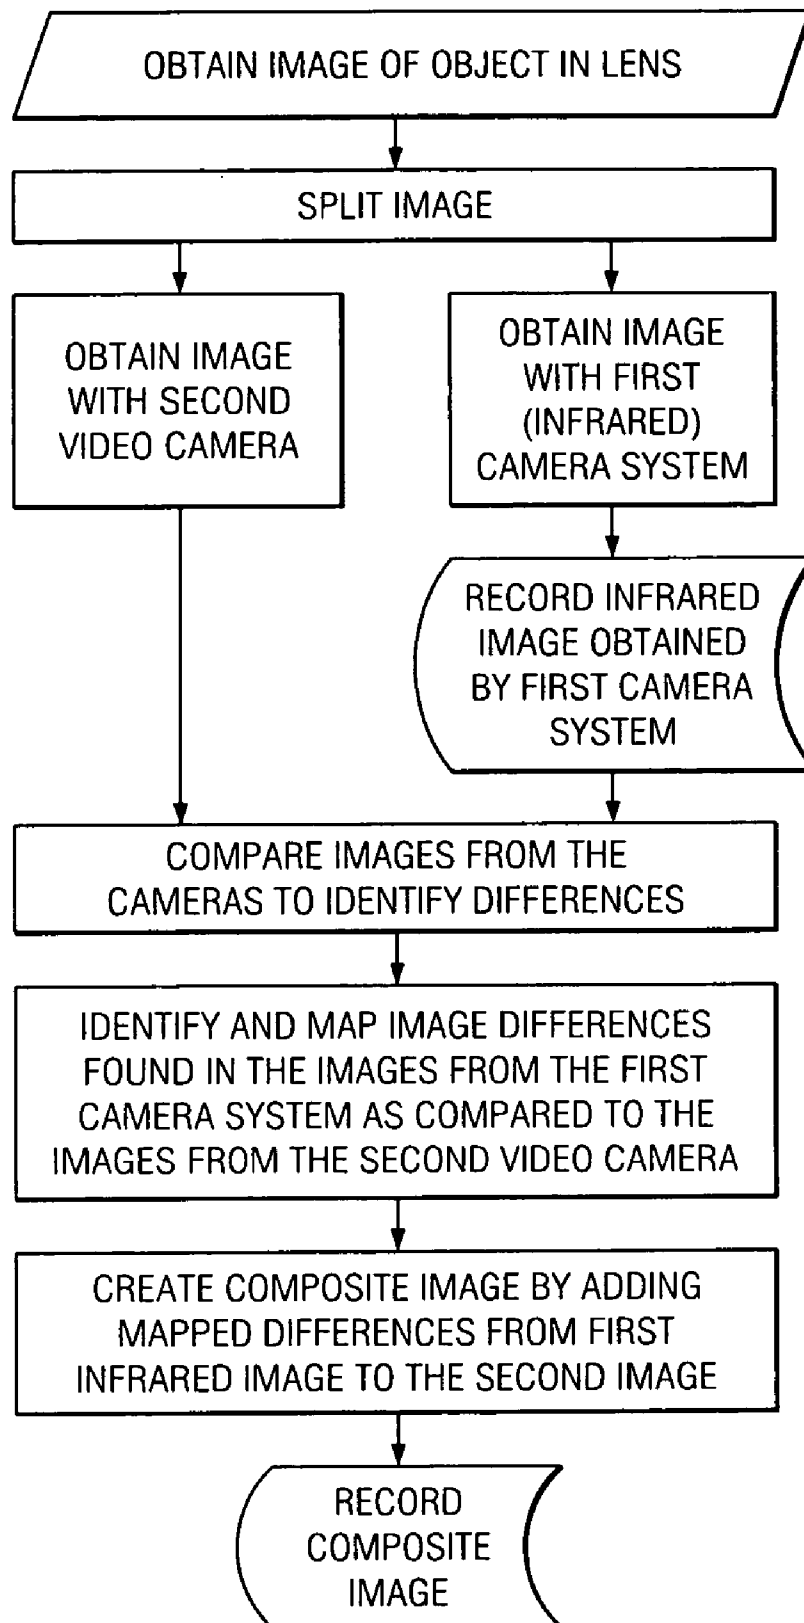 OBTAIN IMAGE OF OBJECT IN LENS
SPLIT IMAGE
OBTAIN IMAGE
WITH SECOND
VIDEO CAMERA
OBTAIN IMAGE
WITH FIRST
(INFRARED)
CAMERA SYSTEM
RECORD INFRARED
IMAGE OBTAINED
BY FIRST CAMERA
SYSTEM
COMPARE IMAGES FROM THE
CAMERAS TO IDENTIFY DIFFERENCES
IDENTIFY AND MAP IMAGE DIFFERENCES
FOUND IN THE IMAGES FROM THE FIRST
CAMERA SYSTEM AS COMPARED TO THE
IMAGES FROM THE SECOND VIDEO CAMERA
CREATE COMPOSITE IMAGE BY ADDING
MAPPED DIFFERENCES FROM FIRST
INFRARED IMAGE TO THE SECOND IMAGE
RECORD
COMPOSITE
IMAGE